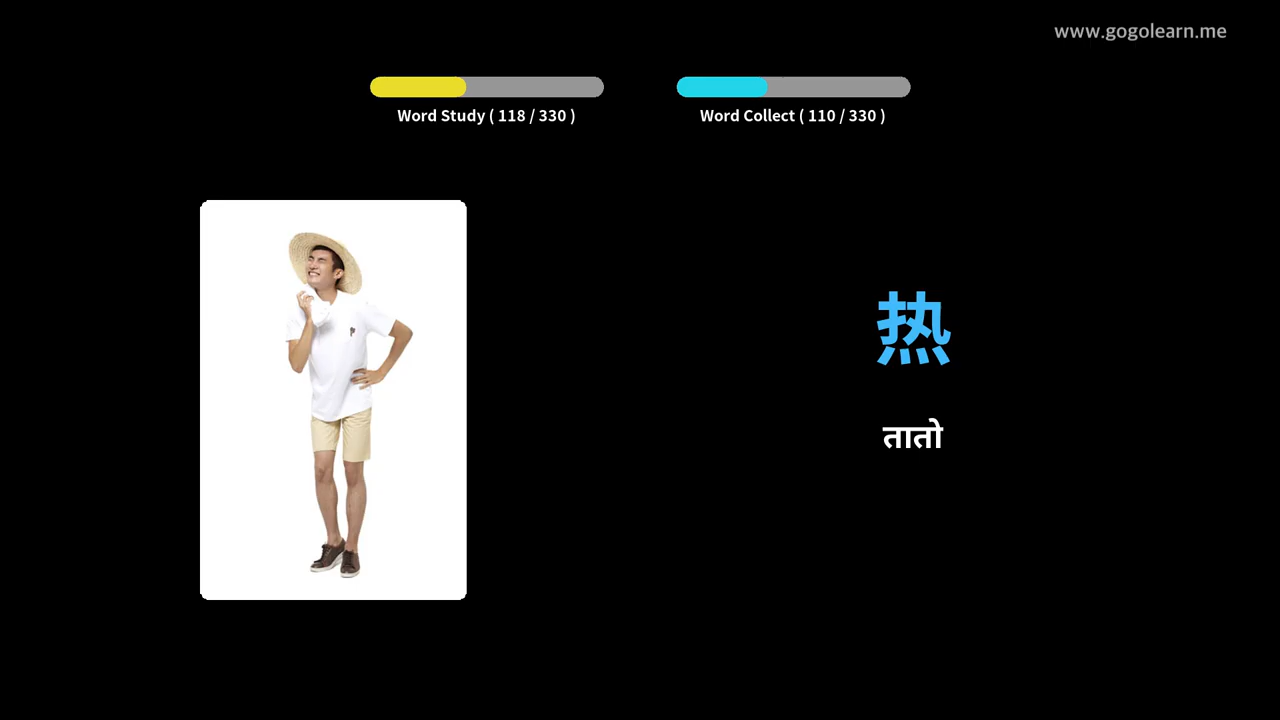 www.gogolearn.me
Word Study ( 118 / 330 )
Word Collect ( 110 / 330 )
热
तातो